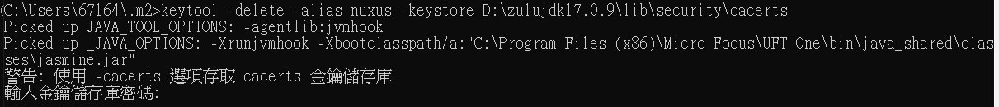 C:\Users\67164\.m2>keytool -delete -alias nuxus -keystore D:\zulujdk17.0.9\lib\security\cacerts
Picked up JAVA_TOOL_OPTIONS: -agentlib:jvmhook
Picked up _JAVA_OPTIONS: -Xrunjvmhook -Xbootclasspath/a:"C:\Program Files (x86)\Micro Focus\UFT One\bin\java_shared\clas
ses\jasmine.jar"
警告: 使用 -cacerts 選項存取 cacerts 金鑰儲存庫
輸入金鑰儲存庫密碼: